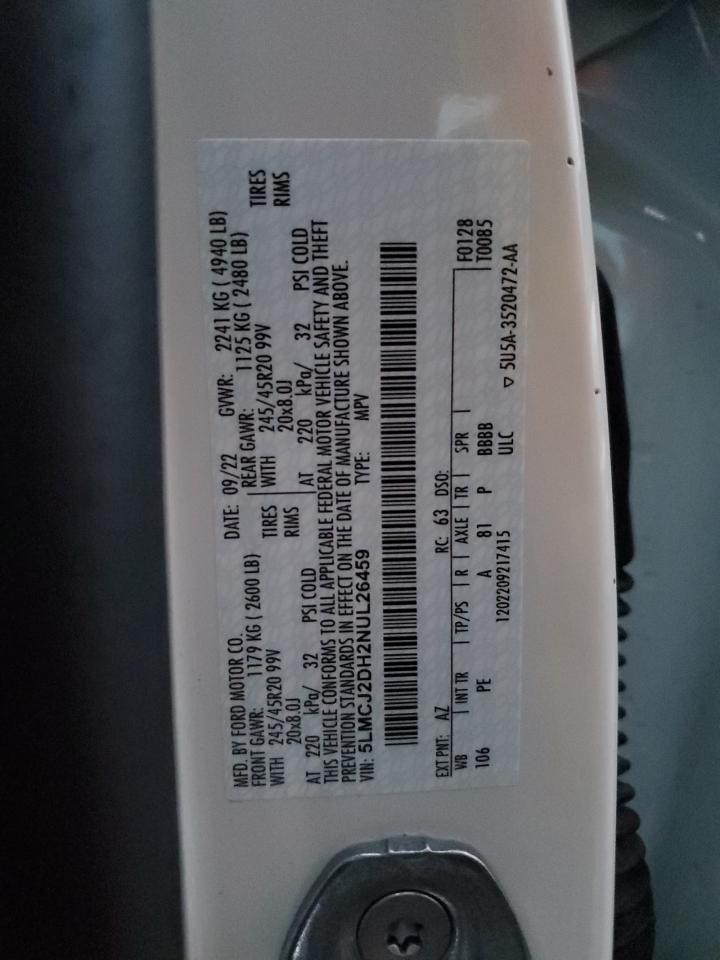 MFD. BY FORD MOTOR CO.
DATE: 09/22 GVWR: 2241 KG ( 4940 LB)
FRONT GAWR: 1179 KG ( 2600 LB)
REAR GAWR: 1125 KG ( 2480 LB)
WITH 245/45R20 99V TIRES
WITH 245/45R20 99V TIRES
20x8.0J RIMS
20x8.0J RIMS
AT 220 kPa/ 32 PSI COLD
AT 220 kPa/ 32 PSI COLD
THIS VEHICLE CONFORMS TO ALL APPLICABLE FEDERAL MOTOR VEHICLE SAFETY AND THEFT
PREVENTION STANDARDS IN EFFECT ON THE DATE OF MANUFACTURE SHOWN ABOVE.
VIN: 5LMCJ2DH2NUL26459 TYPE: MPV
EXT PNT: AZ RC: 63 DSO: F0128
WB INT TR TP/PS R AXLE TR SPR T0085
106 PE A 81 P BBBB
1202209217415 ULC ▽ 5U5A-3520472-AA